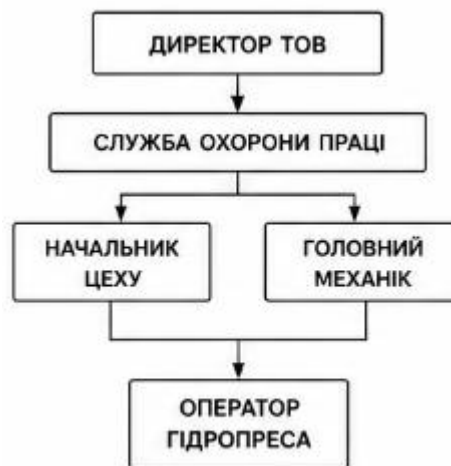 ДИРЕКТОР ТОВ
СЛУЖБА ОХОРОНИ ПРАЦІ
НАЧАЛЬНИК
ЦЕХУ
ГОЛОВНИЙ
МЕХАНІК
ОПЕРАТОР
ГІДРОПРЕСА